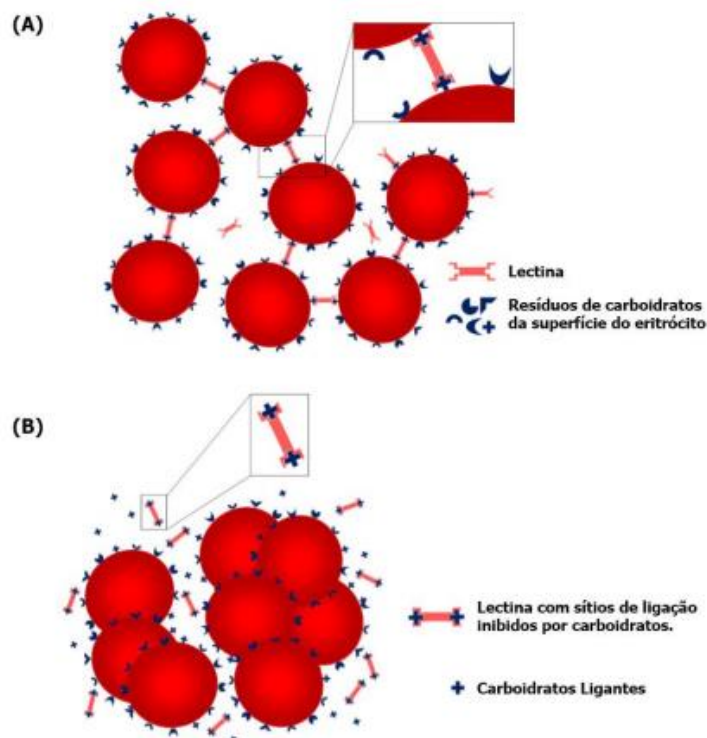 (A)
Lectina
Resíduos de carboidratos
da superfície do eritrócito
(B)
Lectina com sítios de ligação
inibidos por carboidratos.
Carboidratos Ligantes